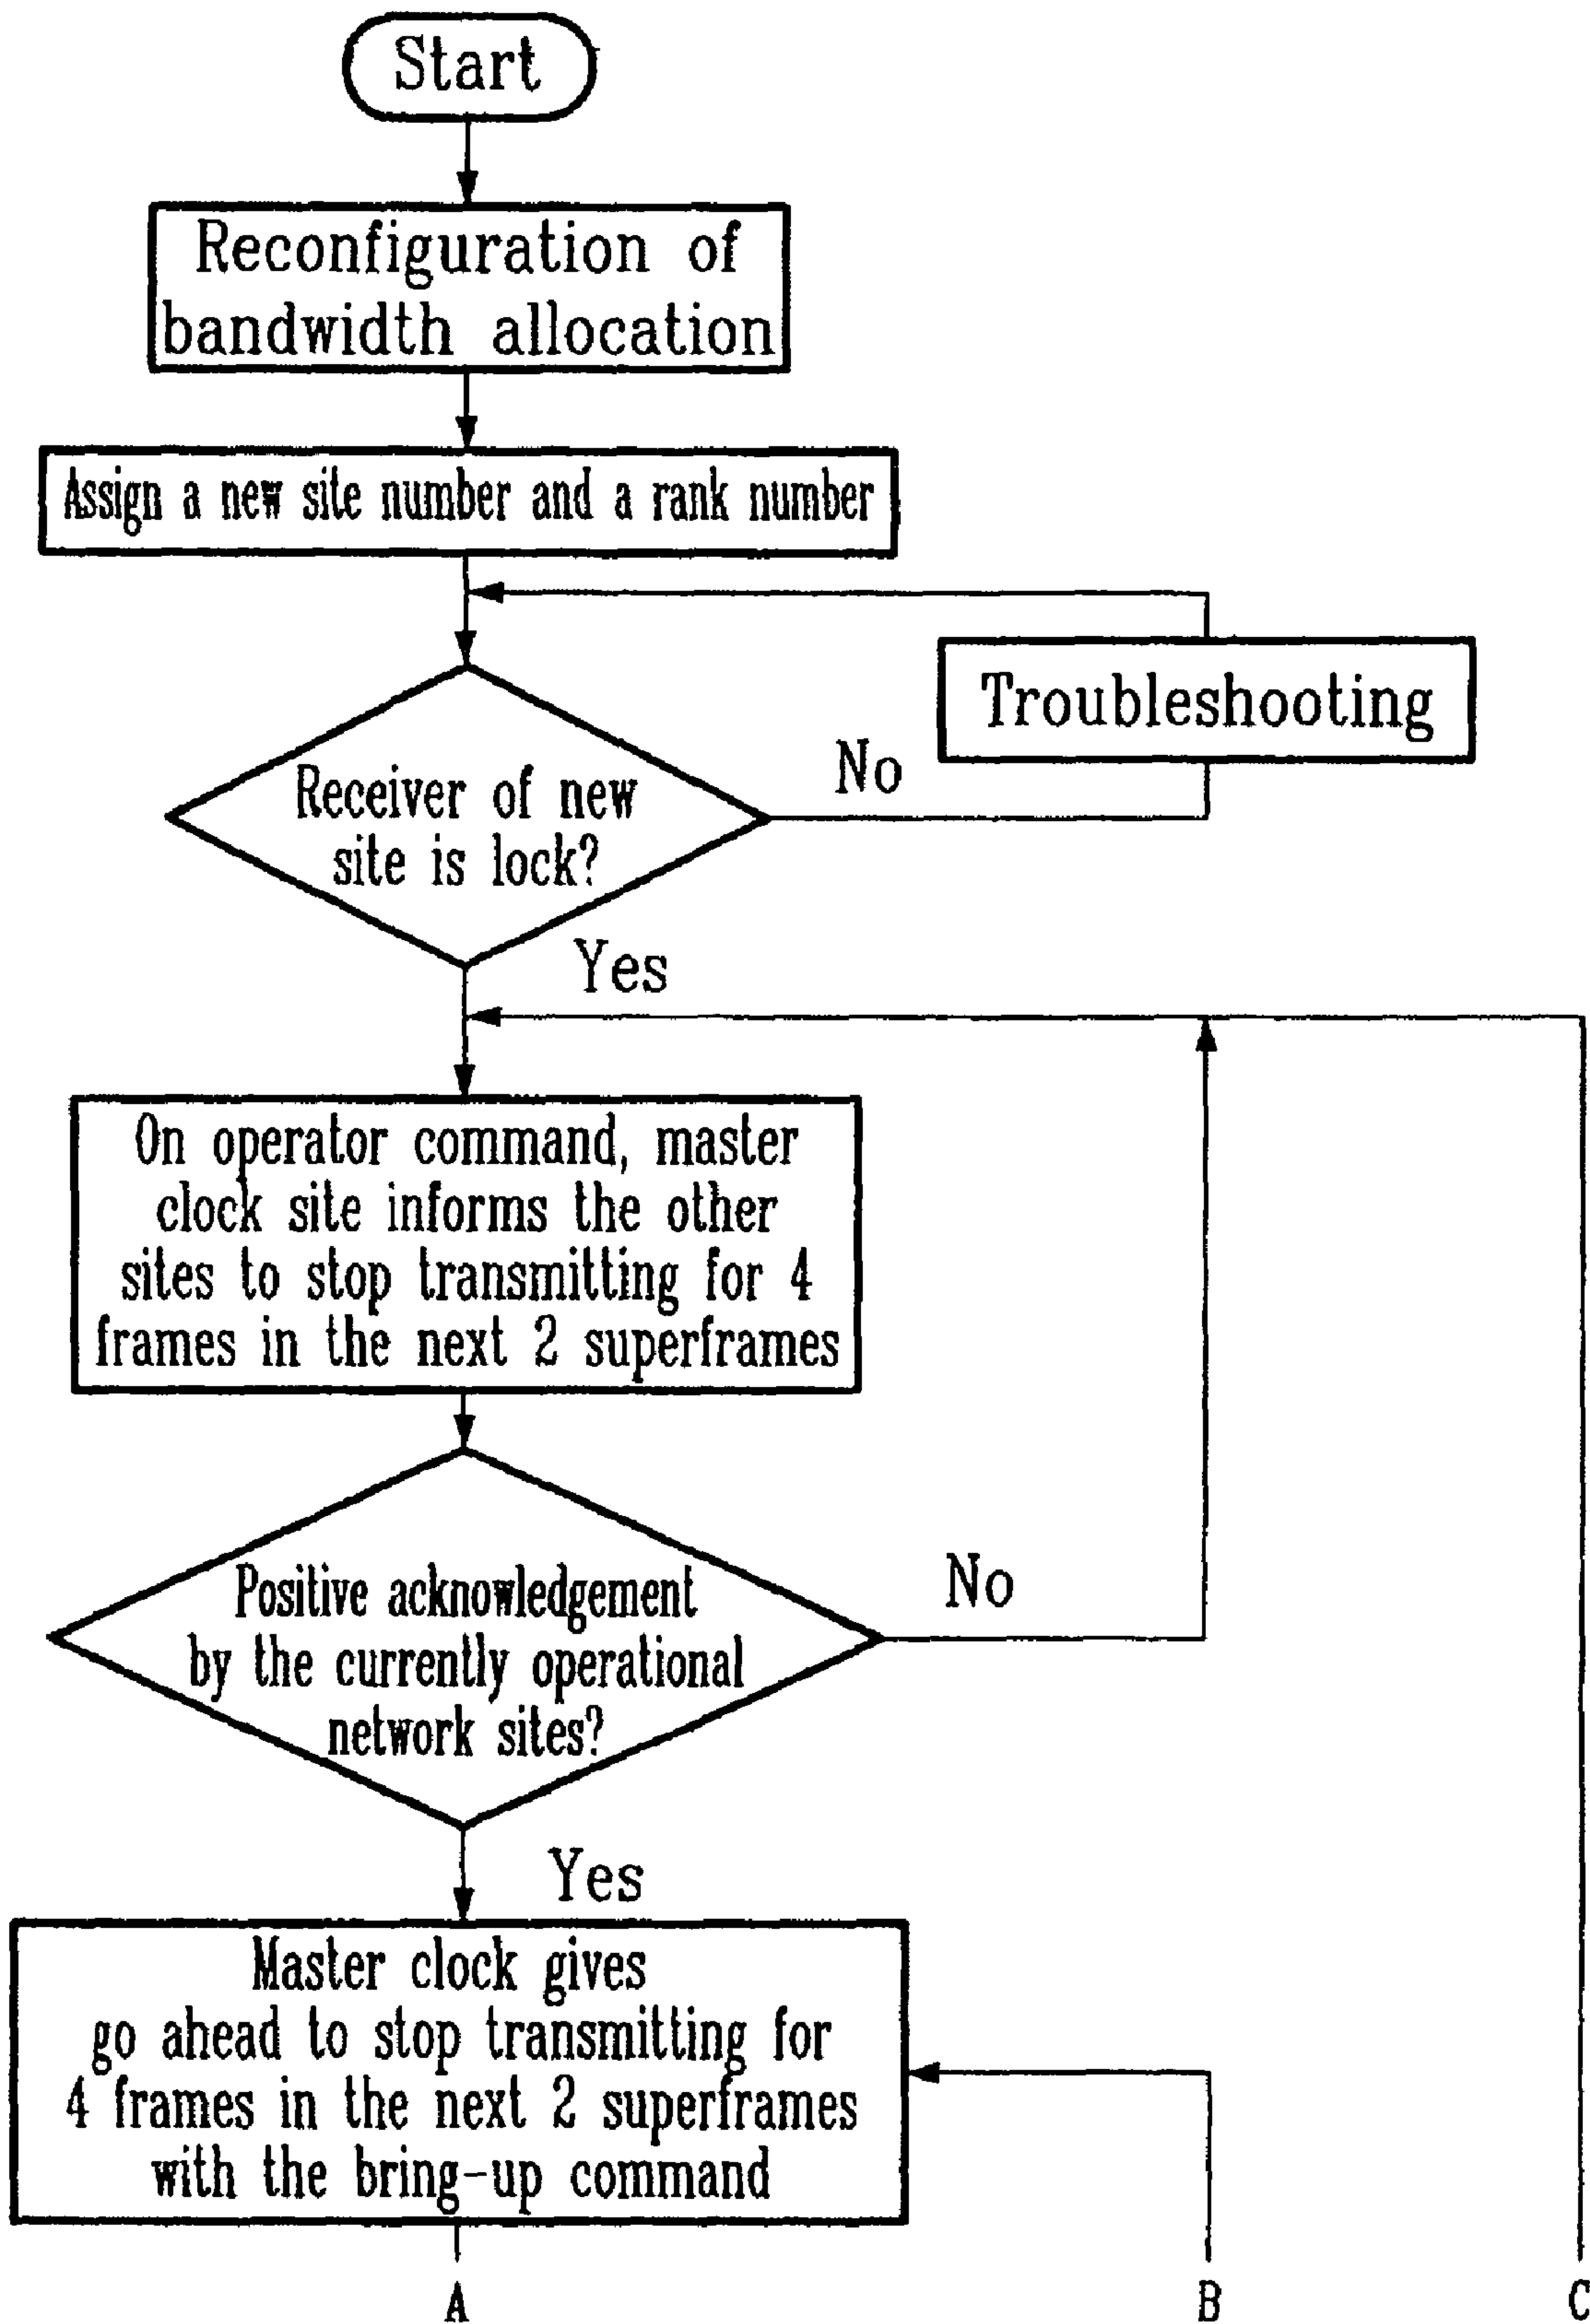 Start
Reconfiguration of
bandwidth allocation
Assign a new site number and a rank number
Troubleshooting
No
Receiver of new
site is lock?
Yes
On operator command, master
clock site informs the other
sites to stop transmitting for 4
frames in the next 2 superframes
Positive acknowledgement
by the currently operational
network sites?
No
Yes
Master clock gives
go ahead to stop transmitting for
4 frames in the next 2 superframes
with the bring-up command
A
B
C